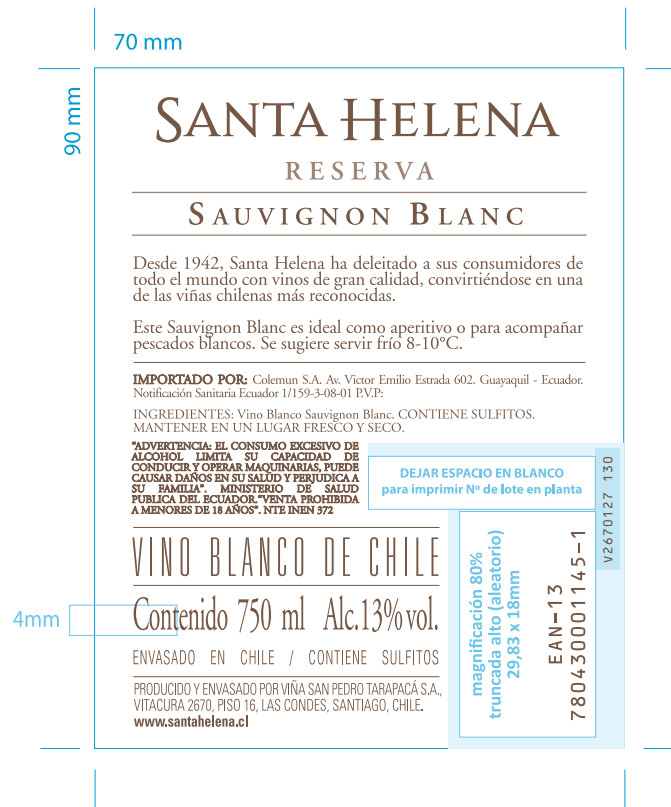 70 mm
90 mm
SANTA HELENA
RESERVA
SAUVIGNON BLANC
Desde 1942, Santa Helena ha deleitado a sus consumidores de
todo el mundo con vinos de gran calidad, convirtiéndose en una
de las viñas chilenas más reconocidas.
Este Sauvignon Blanc es ideal como aperitivo o para acompañar
pescados blancos. Se sugiere servir frío 8-10°C.
IMPORTADO POR: Colemun S.A. Av. Victor Emilio Estrada 602. Guayaquil - Ecuador.
Notificación Sanitaria Ecuador 1/159-3-08-01 P.V.P:
INGREDIENTES: Vino Blanco Sauvignon Blanc. CONTIENE SULFITOS.
MANTENER EN UN LUGAR FRESCO Y SECO.
"ADVERTENCIA: EL CONSUMO EXCESIVO DE
ALCOHOL LIMITA SU CAPACIDAD DE
CONDUCIR Y OPERAR MAQUINARIAS, PUEDE
CAUSAR DAÑOS EN SU SALUD Y PERJUDICA A
SU FAMILIA". MINISTERIO DE SALUD
PUBLICA DEL ECUADOR."VENTA PROHIBIDA
A MENORES DE 18 AÑOS". NTE INEN 372
DEJAR ESPACIO EN BLANCO
para imprimir Nº de lote en planta
V2670127 130
VINO BLANCO DE CHILE
4mm
Contenido 750 ml Alc.13% vol.
ENVASADO EN CHILE / CONTIENE SULFITOS
PRODUCIDO Y ENVASADO POR VIÑA SAN PEDRO TARAPACÁ S.A.,
VITACURA 2670, PISO 16, LAS CONDES, SANTIAGO, CHILE.
www.santahelena.cl
magnificación 80%
truncada alto (aleatorio)
29,83 x 18mm
EAN-13
780430001145-1